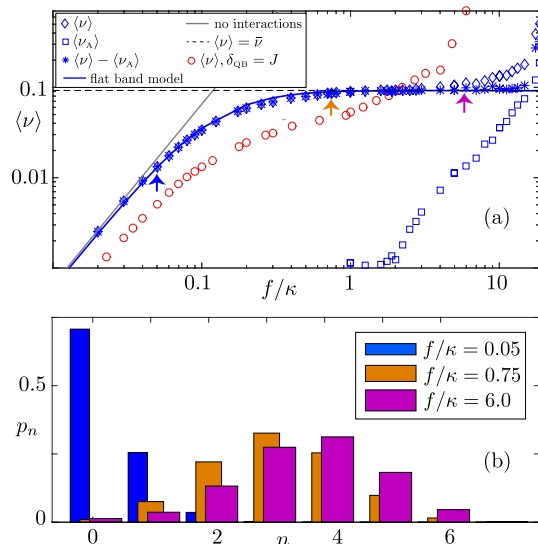 ⟨ν⟩ no interactions
⟨ν_A⟩ ⟨ν⟩ = ν̄
⟨ν⟩ − ⟨ν_A⟩ ⟨ν⟩, δ_QB = J
flat band model
0.1
0.01
⟨ν⟩
(a)
0.1 1 10
f/κ
f/κ = 0.05
f/κ = 0.75
f/κ = 6.0
0.5
0
p_n
(b)
0 2 n 4 6